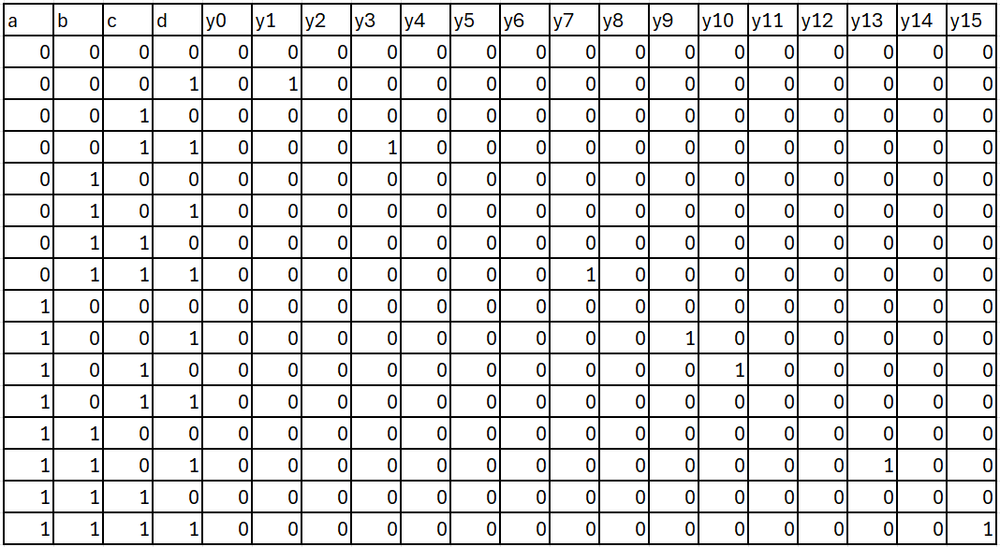 a b c d y0 y1 y2 y3 y4 y5 y6 y7 y8 y9 y10 y11 y12 y13 y14 y15
0 0 0 0 0 0 0 0 0 0 0 0 0 0 0 0 0 0 0 0
0 0 0 1 0 1 0 0 0 0 0 0 0 0 0 0 0 0 0 0
0 0 1 0 0 0 0 0 0 0 0 0 0 0 0 0 0 0 0 0
0 0 1 1 0 0 0 1 0 0 0 0 0 0 0 0 0 0 0 0
0 1 0 0 0 0 0 0 0 0 0 0 0 0 0 0 0 0 0 0
0 1 0 1 0 0 0 0 0 0 0 0 0 0 0 0 0 0 0 0
0 1 1 0 0 0 0 0 0 0 0 0 0 0 0 0 0 0 0 0
0 1 1 1 0 0 0 0 0 0 0 1 0 0 0 0 0 0 0 0
1 0 0 0 0 0 0 0 0 0 0 0 0 0 0 0 0 0 0 0
1 0 0 1 0 0 0 0 0 0 0 0 0 1 0 0 0 0 0 0
1 0 1 0 0 0 0 0 0 0 0 0 0 0 1 0 0 0 0 0
1 0 1 1 0 0 0 0 0 0 0 0 0 0 0 0 0 0 0 0
1 1 0 0 0 0 0 0 0 0 0 0 0 0 0 0 0 0 0 0
1 1 0 1 0 0 0 0 0 0 0 0 0 0 0 0 0 1 0 0
1 1 1 0 0 0 0 0 0 0 0 0 0 0 0 0 0 0 0 0
1 1 1 1 0 0 0 0 0 0 0 0 0 0 0 0 0 0 0 1